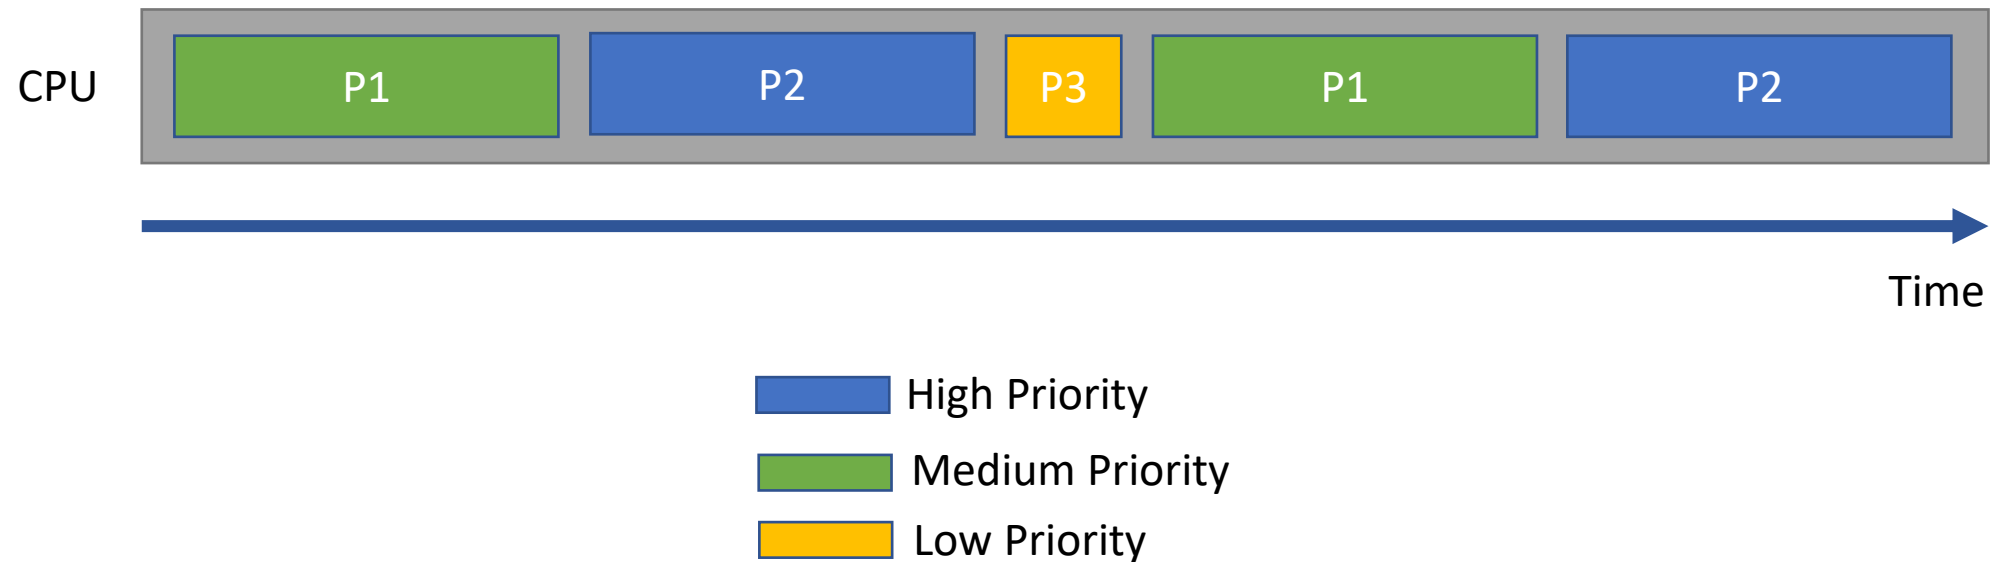 CPU P1 P2 P3 P1 P2
Time
High Priority
Medium Priority
Low Priority